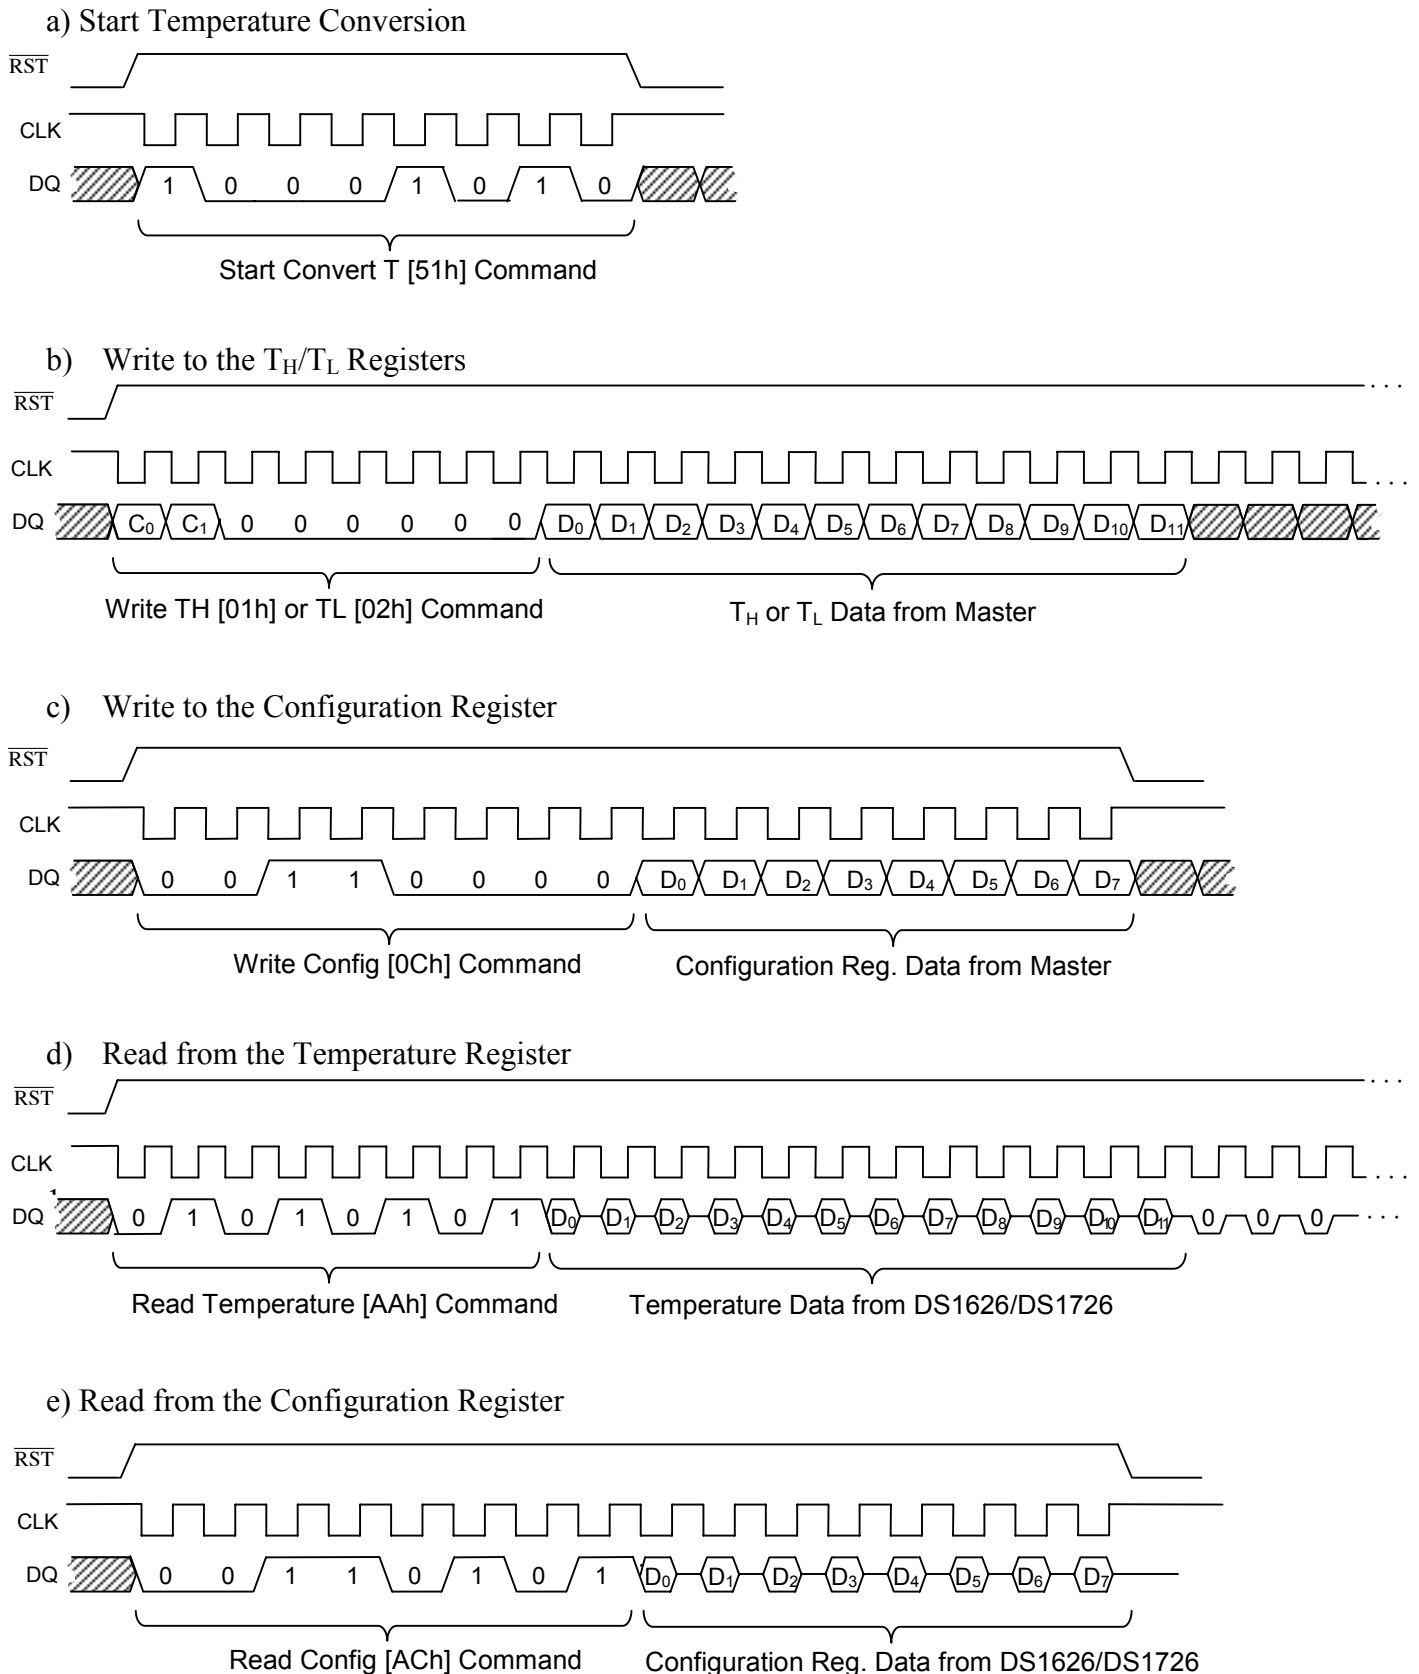 a) Start Temperature Conversion
RST
CLK
DQ 1 0 0 0 1 0 1 0
Start Convert T [51h] Command
b) Write to the TH/TL Registers
RST . . .
CLK . . . .
DQ C0 C1 0 0 0 0 0 0 D0 D1 D2 D3 D4 D5 D6 D7 D8 D9 D10 D11
Write TH [01h] or TL [02h] Command TH or TL Data from Master
c) Write to the Configuration Register
RST
CLK
DQ 0 0 1 1 0 0 0 0 D0 D1 D2 D3 D4 D5 D6 D7
Write Config [0Ch] Command Configuration Reg. Data from Master
d) Read from the Temperature Register
RST . . .
CLK . . . .
DQ 0 1 0 1 0 1 0 1 D0 D1 D2 D3 D4 D5 D6 D7 D8 D9 D10 D11 0 0 0 . . .
Read Temperature [AAh] Command Temperature Data from DS1626/DS1726
e) Read from the Configuration Register
RST
CLK
DQ 0 0 1 1 0 1 0 1 D0 D1 D2 D3 D4 D5 D6 D7
Read Config [ACh] Command Configuration Reg. Data from DS1626/DS1726